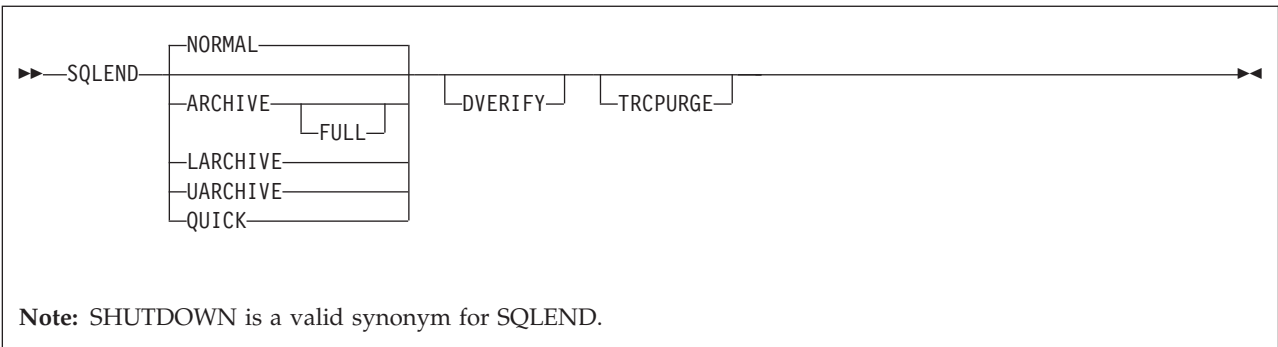 NORMAL
SQLEND
ARCHIVE
FULL
DVERIFY
TRCPURGE
LARCHIVE
UARCHIVE
QUICK
Note: SHUTDOWN is a valid synonym for SQLEND.